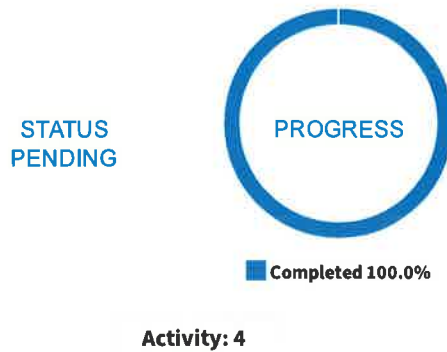 STATUS
PENDING
PROGRESS
Completed 100.0%
Activity: 4